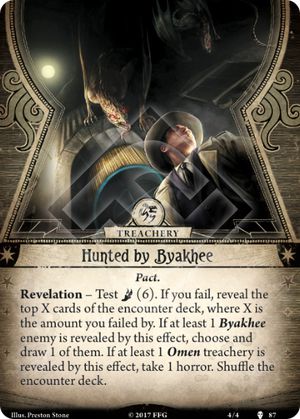 TREACHERY
Hunted by Byakhee
Pact.
Revelation – Test (6). If you fail, reveal the
top X cards of the encounter deck, where X is
the amount you failed by. If at least 1 Byakhee
enemy is revealed by this effect, choose and
draw 1 of them. If at least 1 Omen treachery is
revealed by this effect, take 1 horror. Shuffle the
encounter deck.
Illus. Preston Stone © 2017 FFG 4/4 87